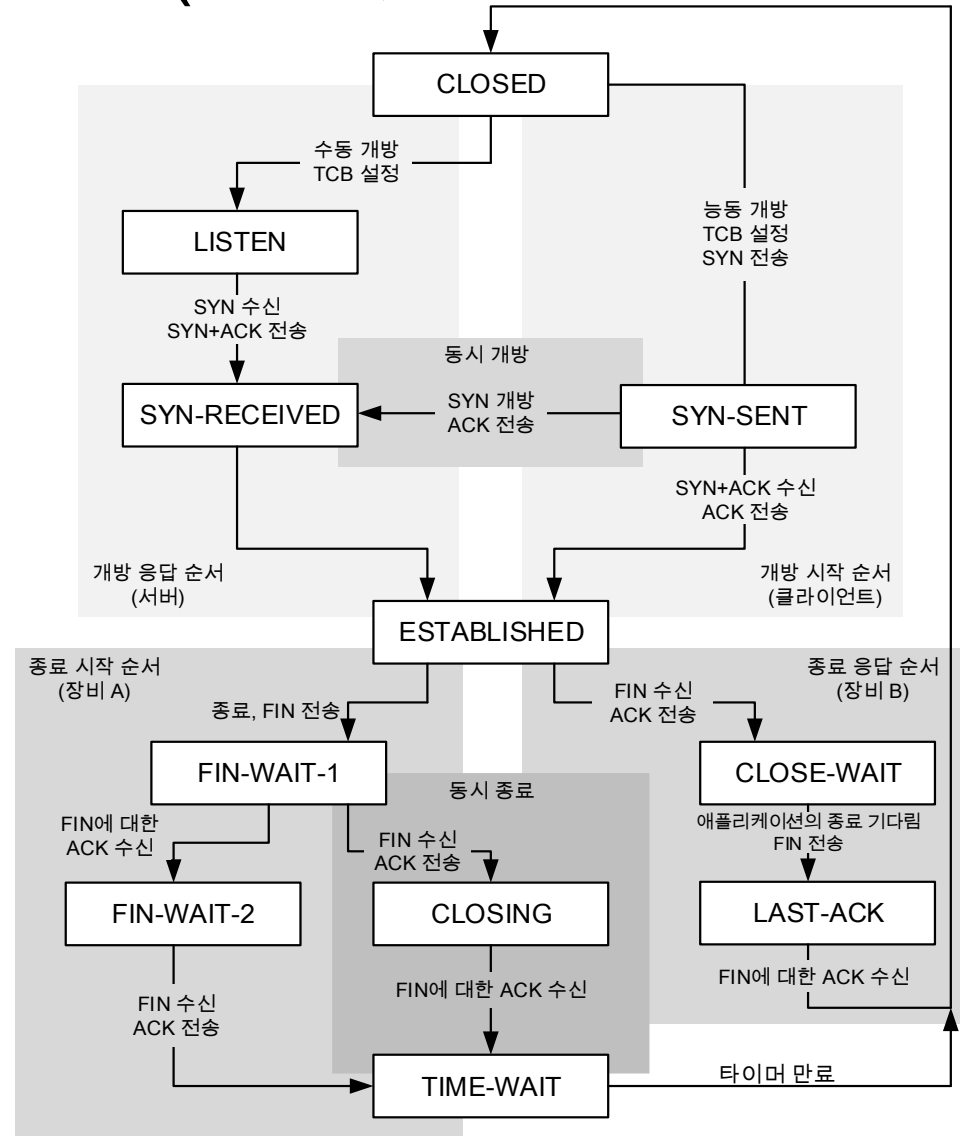 CLOSED
수동 개방
TCB 설정
능동 개방
TCB 설정
SYN 전송
LISTEN
SYN 수신
SYN+ACK 전송
동시 개방
SYN-RECEIVED
SYN 개방
ACK 전송
SYN-SENT
SYN+ACK 수신
ACK 전송
개방 응답 순서
(서버)
개방 시작 순서
(클라이언트)
ESTABLISHED
종료 시작 순서
(장비 A)
종료 응답 순서
(장비 B)
종료, FIN 전송
FIN 수신
ACK 전송
FIN-WAIT-1
동시 종료
CLOSE-WAIT
FIN에 대한
ACK 수신
FIN 수신
ACK 전송
애플리케이션의 종료 기다림
FIN 전송
FIN-WAIT-2
CLOSING
LAST-ACK
FIN 수신
ACK 전송
FIN에 대한 ACK 수신
FIN에 대한 ACK 수신
TIME-WAIT
타이머 만료